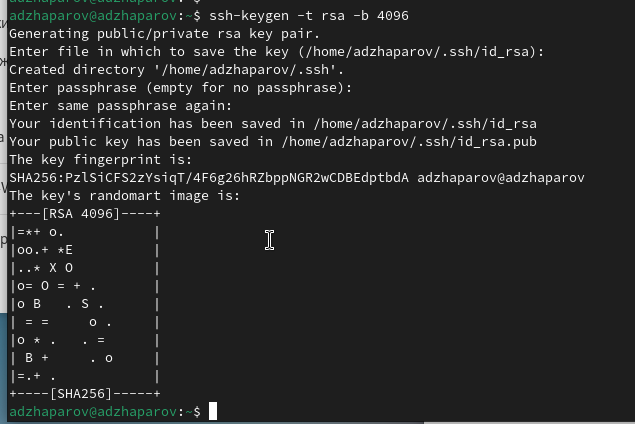 adzhaparov@adzhaparov:~$ ssh-keygen -t rsa -b 4096
Generating public/private rsa key pair.
Enter file in which to save the key (/home/adzhaparov/.ssh/id_rsa):
Created directory '/home/adzhaparov/.ssh'.
Enter passphrase (empty for no passphrase):
Enter same passphrase again:
Your identification has been saved in /home/adzhaparov/.ssh/id_rsa
Your public key has been saved in /home/adzhaparov/.ssh/id_rsa.pub
The key fingerprint is:
SHA256:PzlSiCFS2zYsiqT/4F6g26hRZbppNGR2wCDBEdptbdA adzhaparov@adzhaparov
The key's randomart image is:
+---[RSA 4096]----+
|=*+ o.           |
|oo.+ *E          |
|..* X O          |
|o= O = + .       |
|o B   . S .      |
| = =     o .     |
|o * .   . =      |
| B +     . o     |
|=.+ .            |
+----[SHA256]-----+
adzhaparov@adzhaparov:~$